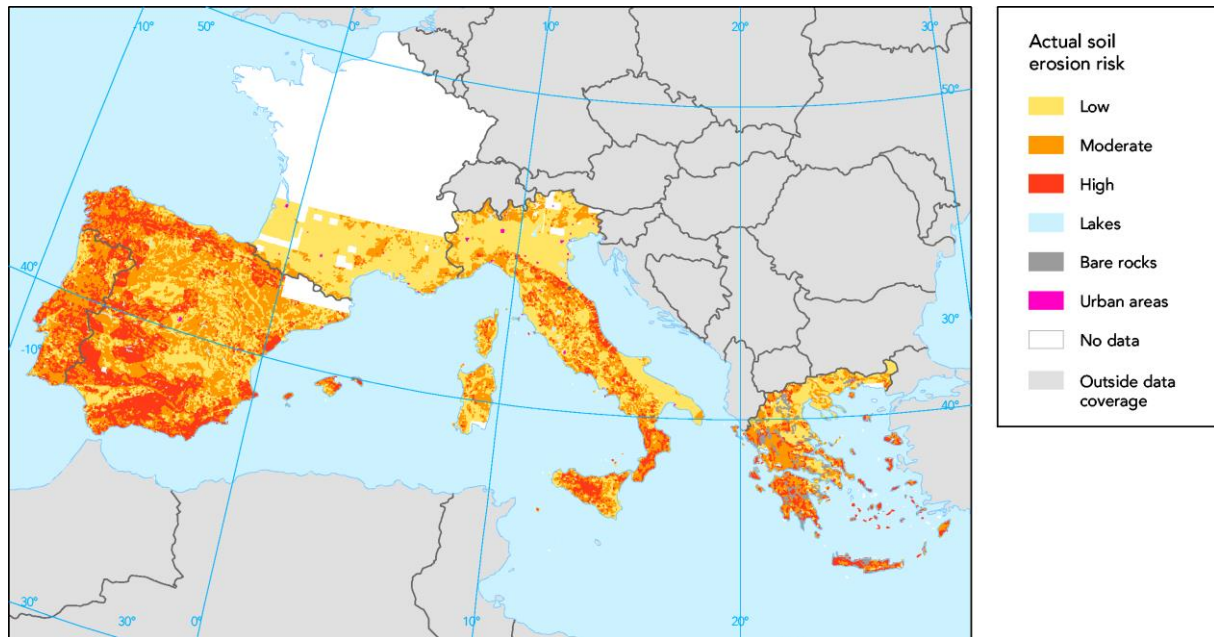 -10°
50°
0°
10°
20°
30°
50°
40°
-10°
30°
40°
30°
30°
0°
10°
20°
Actual soil
erosion risk
Low
Moderate
High
Lakes
Bare rocks
Urban areas
No data
Outside data
coverage